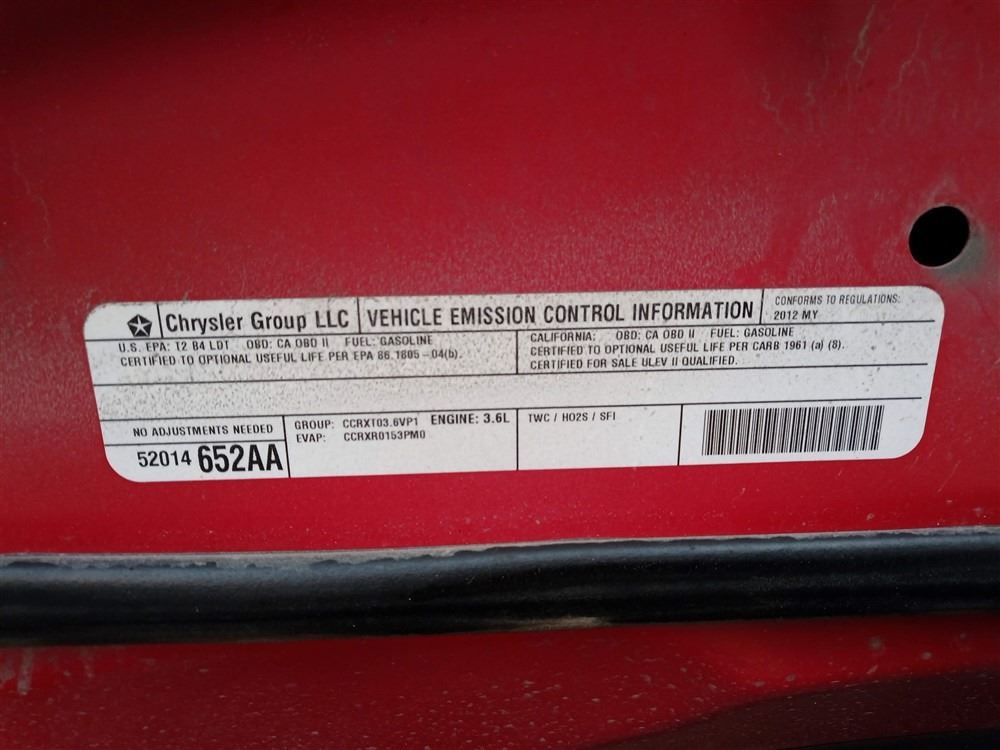 Chrysler Group LLC
VEHICLE EMISSION CONTROL INFORMATION
CONFORMS TO REGULATIONS:
2012 MY
U.S. EPA: T2 B4 LDT OBD: CA OBD II FUEL: GASOLINE
CERTIFIED TO OPTIONAL USEFUL LIFE PER EPA 86.1805-04(b).
CALIFORNIA: OBD: CA OBD II FUEL: GASOLINE
CERTIFIED TO OPTIONAL USEFUL LIFE PER CARB 1961 (a) (8).
CERTIFIED FOR SALE ULEV II QUALIFIED.
NO ADJUSTMENTS NEEDED
52014 652AA
GROUP: CCRXT03.6VP1 ENGINE: 3.6L
EVAP: CCRXR0153PM0
TWC / HO2S / SFI